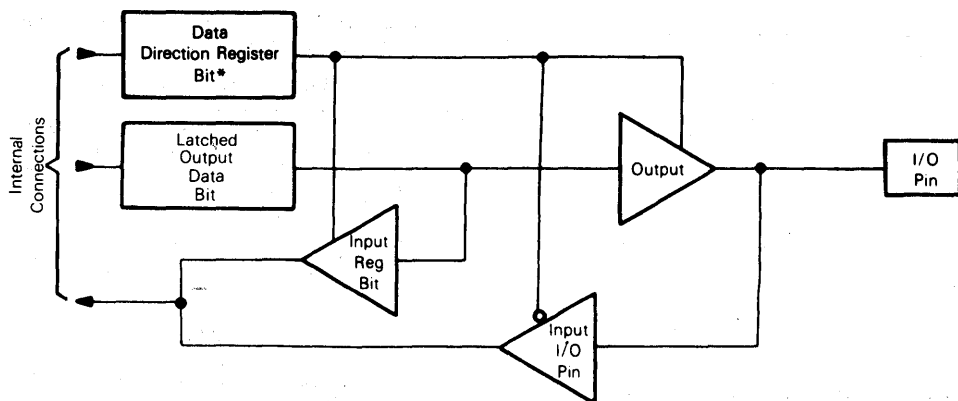 Data
Direction Register
Bit*
Internal
Connections
Latched
Output
Data
Bit
Output
I/O
Pin
Input
Reg
Bit
Input
I/O
Pin